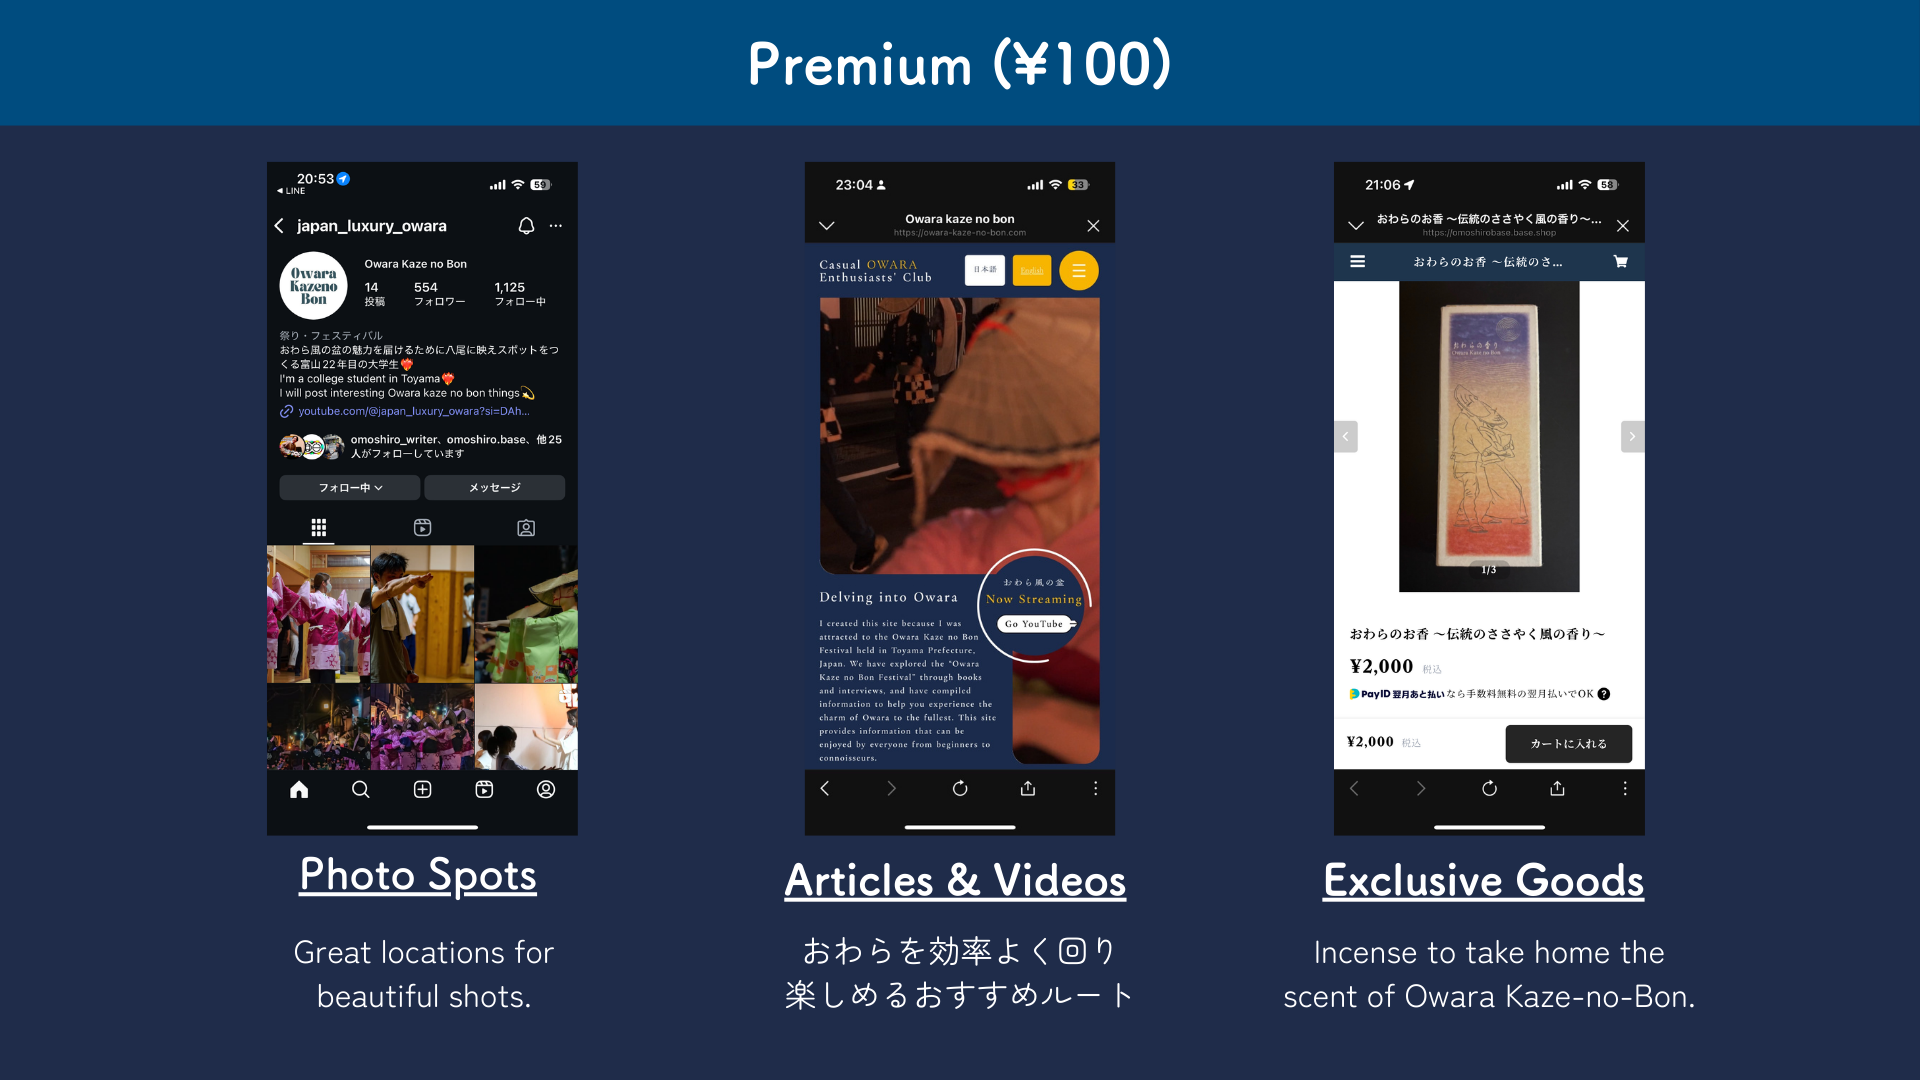 Premium (¥100)
20:53
◀ LINE
59
japan_luxury_owara
Owara
Kazeno
Bon
Owara Kaze no Bon
14
554
1,125
投稿
フォロワー
フォロー中
祭り・フェスティバル
おわら風の盆の魅力を届けるために八尾に映えスポットをつ
くる富山22年目の大学生
I'm a college student in Toyama
I will post interesting Owara kaze no bon things
youtube.com/@japan_luxury_owara?si=DAh...
omoshiro_writer、omoshiro.base、他25
人がフォローしています
フォロー中
メッセージ
Photo Spots
Great locations for
beautiful shots.
23:04
33
Owara kaze no bon
https://owara-kaze-no-bon.com
Casual OWARA
Enthusiasts' Club
日本語
English
おわら風の盆
Now Streaming
Go YouTube
Delving into Owara
I created this site because I was
attracted to the Owara Kaze no Bon
Festival held in Toyama Prefecture,
Japan. We have explored the "Owara
Kaze no Bon Festival" through books
and interviews, and have compiled
information to help you experience the
charm of Owara to the fullest. This site
provides information that can be
enjoyed by everyone from beginners to
connoisseurs.
Articles & Videos
おわらを効率よく回り
楽しめるおすすめルート
21:06
58
おわらのお香 〜伝統のささやく風の香り〜...
https://omoshirobase.base.shop
おわらのお香 〜伝統のさ...
おわらの香り
Owara Kaze no Bon
1/3
おわらのお香 〜伝統のささやく風の香り〜
¥2,000 税込
PayID 翌月あと払いなら手数料無料の翌月払いでOK ?
¥2,000 税込
カートに入れる
Exclusive Goods
Incense to take home the
scent of Owara Kaze-no-Bon.